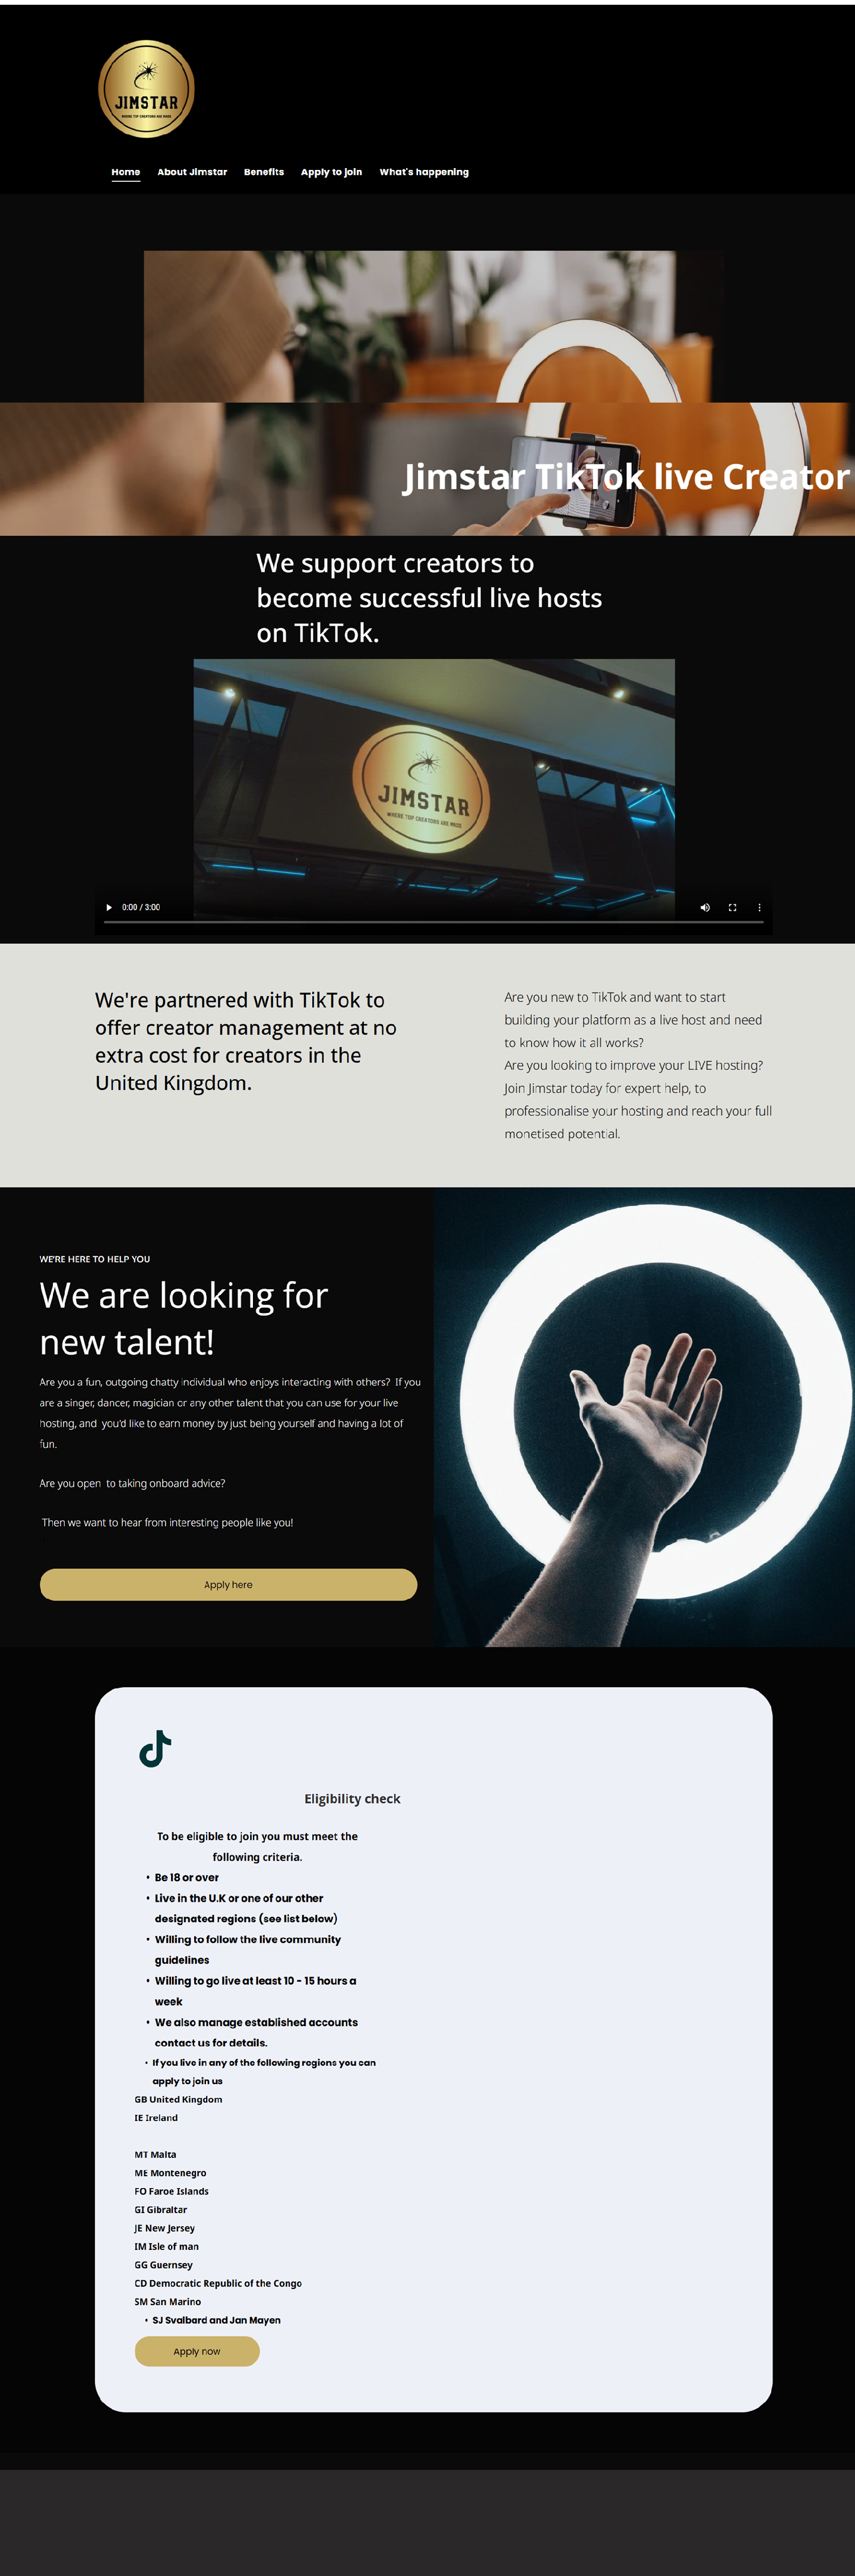 JIMSTAR
WHERE TOP CREATORS ARE MADE
Home About Jimstar Benefits Apply to join What's happening
Jimstar TikTok live Creator
We support creators to
become successful live hosts
on TikTok.
JIMSTAR
WHERE TOP CREATORS ARE MADE
0:00 / 3:00
We're partnered with TikTok to
offer creator management at no
extra cost for creators in the
United Kingdom.
Are you new to TikTok and want to start
building your platform as a live host and need
to know how it all works?
Are you looking to improve your LIVE hosting?
Join Jimstar today for expert help, to
professionalise your hosting and reach your full
monetised potential.
WE'RE HERE TO HELP YOU
We are looking for
new talent!
Are you a fun, outgoing chatty individual who enjoys interacting with others? If you
are a singer, dancer, magician or any other talent that you can use for your live
hosting, and you'd like to earn money by just being yourself and having a lot of
fun.
Are you open to taking onboard advice?
Then we want to hear from interesting people like you!
Apply here
Eligibility check
To be eligible to join you must meet the
following criteria.
• Be 18 or over
• Live in the U.K or one of our other
designated regions (see list below)
• Willing to follow the live community
guidelines
• Willing to go live at least 10 - 15 hours a
week
• We also manage established accounts
contact us for details.
• If you live in any of the following regions you can
apply to join us
GB United Kingdom
IE Ireland
MT Malta
ME Montenegro
FO Faroe Islands
GI Gibraltar
JE New Jersey
IM Isle of man
GG Guernsey
CD Democratic Republic of the Congo
SM San Marino
• SJ Svalbard and Jan Mayen
Apply now